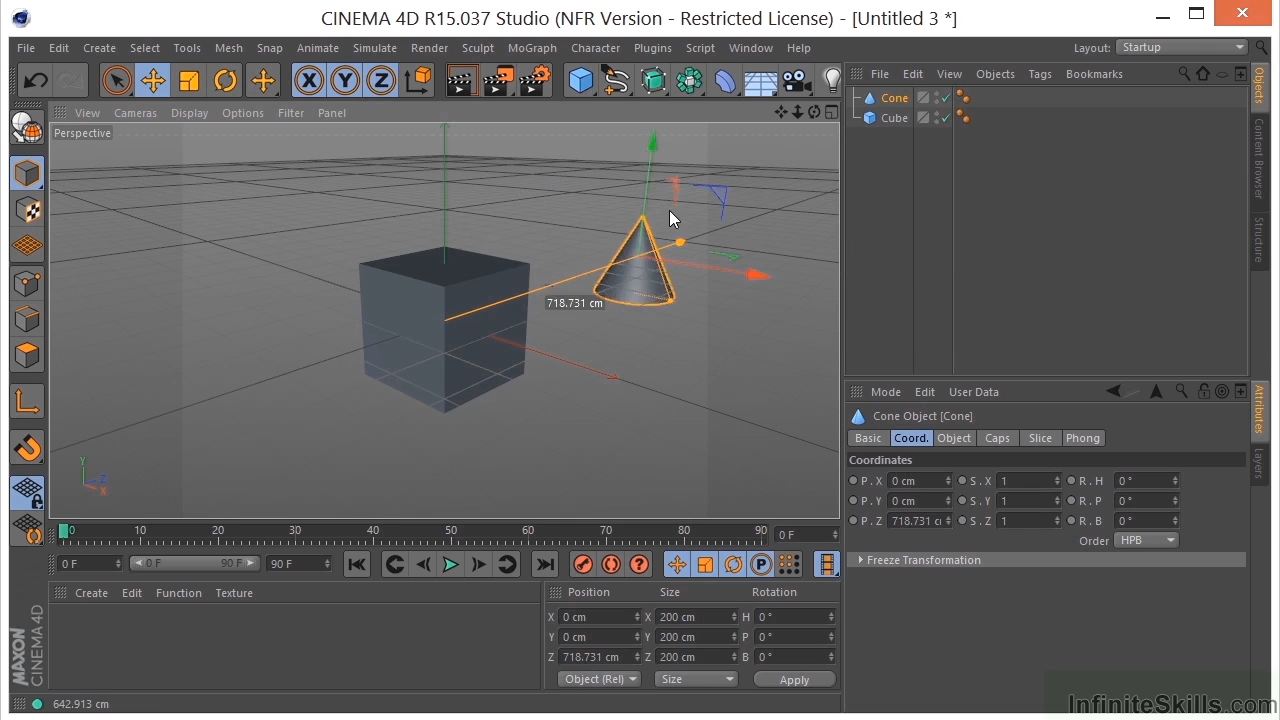 CINEMA 4D R15.037 Studio (NFR Version - Restricted License) - [Untitled 3 *]
File Edit Create Select Tools Mesh Snap Animate Simulate Render Sculpt MoGraph Character Plugins Script Window Help Layout: Startup
X Y Z
File Edit View Objects Tags Bookmarks
Cone
Cube
Objects
Content Browser
Structure
View Cameras Display Options Filter Panel
Perspective
718.731 cm
Y
Z
X
Mode Edit User Data
Attributes
Layers
Cone Object [Cone]
Basic Coord. Object Caps Slice Phong
Coordinates
P . X 0 cm S . X 1 R . H 0 °
P . Y 0 cm S . Y 1 R . P 0 °
P . Z 718.731 S . Z 1 R . B 0 °
Order HPB
Freeze Transformation
0 10 20 30 40 50 60 70 80 90 0 F
0 F 0 F 90 F 90 F
P
Create Edit Function Texture
Position Size Rotation
X 0 cm X 200 cm H 0 °
Y 0 cm Y 200 cm P 0 °
Z 718.731 cm Z 200 cm B 0 °
Object (Rel) Size Apply
MAXON
CINEMA 4D
642.913 cm
InfiniteSkills.com